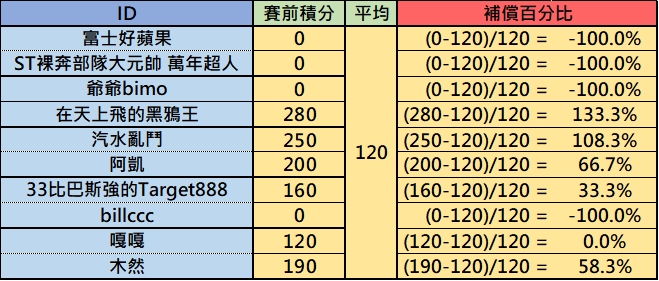 ID 賽前積分 平均 補償百分比
富士好蘋果 0 (0-120)/120 = -100.0%
ST裸奔部隊大元帥 萬年超人 0 (0-120)/120 = -100.0%
爺爺bimo 0 (0-120)/120 = -100.0%
在天上飛的黑鴉王 280 (280-120)/120 = 133.3%
汽水亂鬥 250 (250-120)/120 = 108.3%
120
阿凱 200 (200-120)/120 = 66.7%
33比巴斯強的Target888 160 (160-120)/120 = 33.3%
billccc 0 (0-120)/120 = -100.0%
嘎嘎 120 (120-120)/120 = 0.0%
木然 190 (190-120)/120 = 58.3%